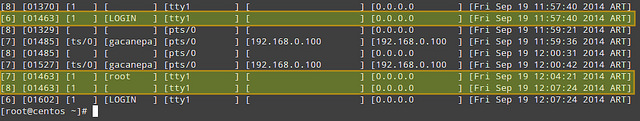 [8] [01370] [1   ] [        ] [tty1        ] [                    ] [0.0.0.0        ] [Fri Sep 19 11:57:40 2014 ART]
[6] [01463] [1   ] [LOGIN   ] [tty1        ] [                    ] [0.0.0.0        ] [Fri Sep 19 11:57:40 2014 ART]
[8] [01329] [1   ] [        ] [pts/0       ] [                    ] [0.0.0.0        ] [Fri Sep 19 11:59:21 2014 ART]
[7] [01485] [ts/0] [gacanepa] [pts/0       ] [192.168.0.100       ] [192.168.0.100  ] [Fri Sep 19 11:59:36 2014 ART]
[8] [01485] [    ] [        ] [pts/0       ] [                    ] [0.0.0.0        ] [Fri Sep 19 12:00:31 2014 ART]
[7] [01527] [ts/0] [gacanepa] [pts/0       ] [192.168.0.100       ] [192.168.0.100  ] [Fri Sep 19 12:00:42 2014 ART]
[7] [01463] [1   ] [root    ] [tty1        ] [                    ] [0.0.0.0        ] [Fri Sep 19 12:04:21 2014 ART]
[8] [01463] [1   ] [        ] [tty1        ] [                    ] [0.0.0.0        ] [Fri Sep 19 12:07:24 2014 ART]
[6] [01602] [1   ] [LOGIN   ] [tty1        ] [                    ] [0.0.0.0        ] [Fri Sep 19 12:07:24 2014 ART]
[root@centos ~]#